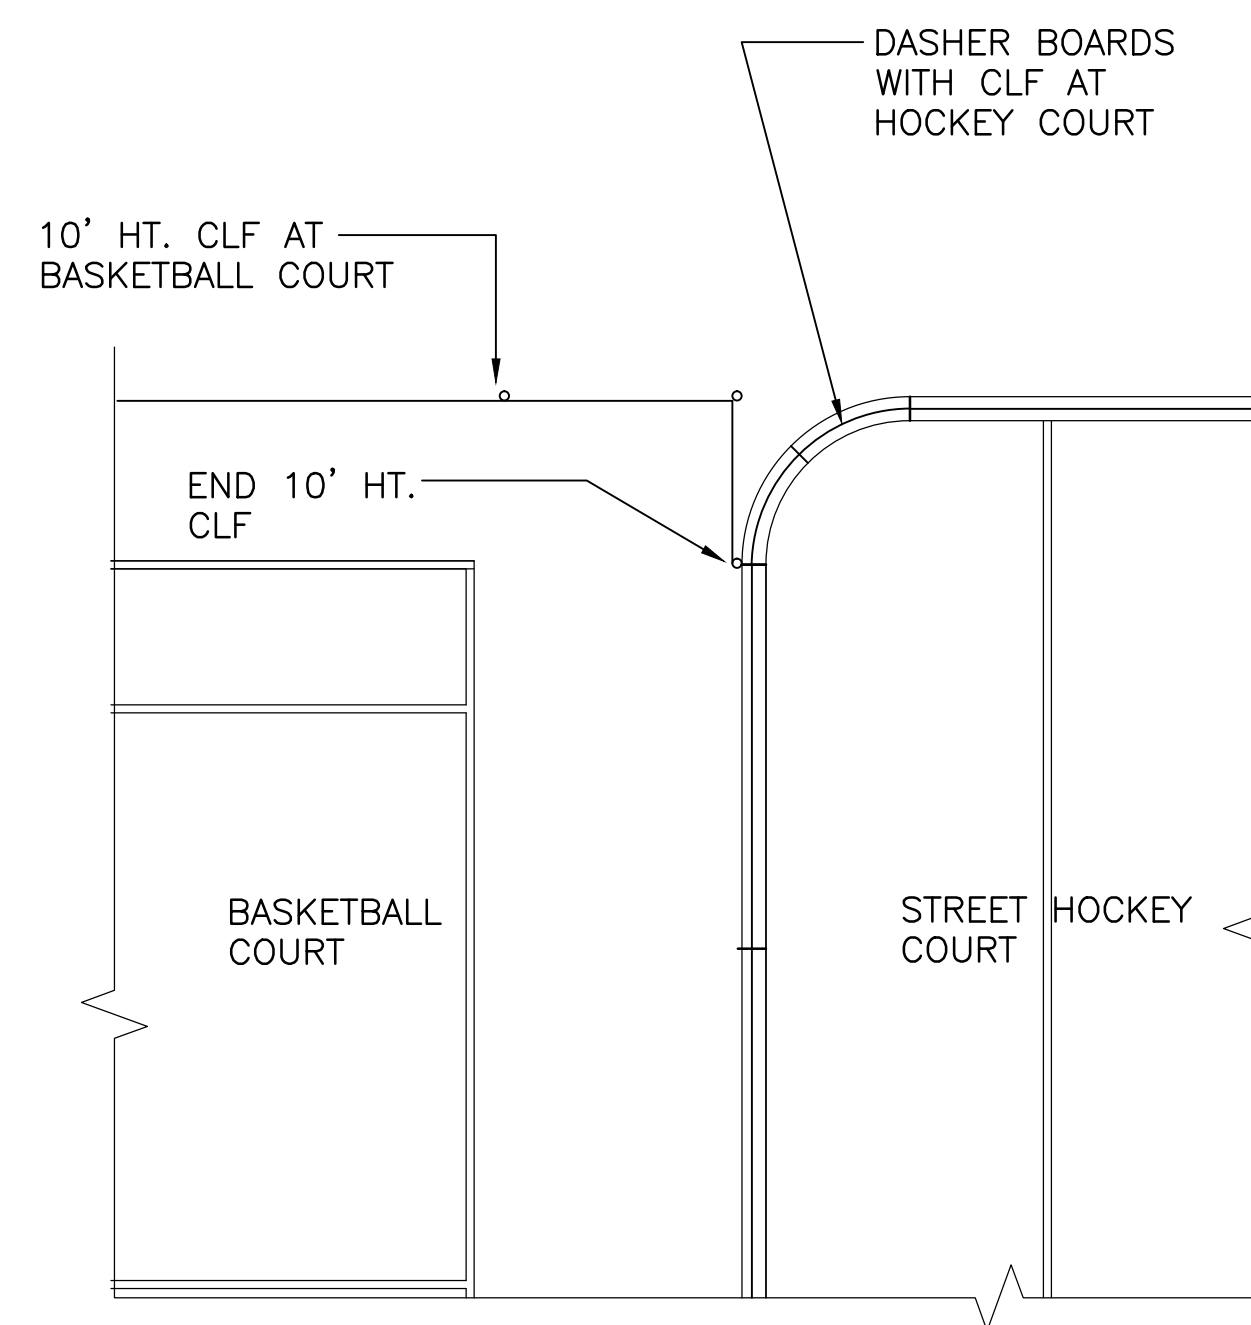 DASHER BOARDS
WITH CLF AT
HOCKEY COURT
10' HT. CLF AT
BASKETBALL COURT
END 10' HT.
CLF
BASKETBALL
COURT
STREET HOCKEY
COURT